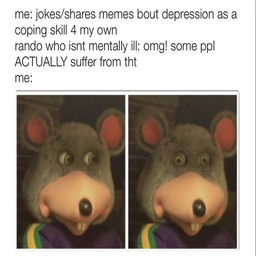 me: jokes/shares memes bout depression as a
coping skill 4 my own
rando who isnt mentally ill: omg! some ppl
ACTUALLY suffer from tht
me: